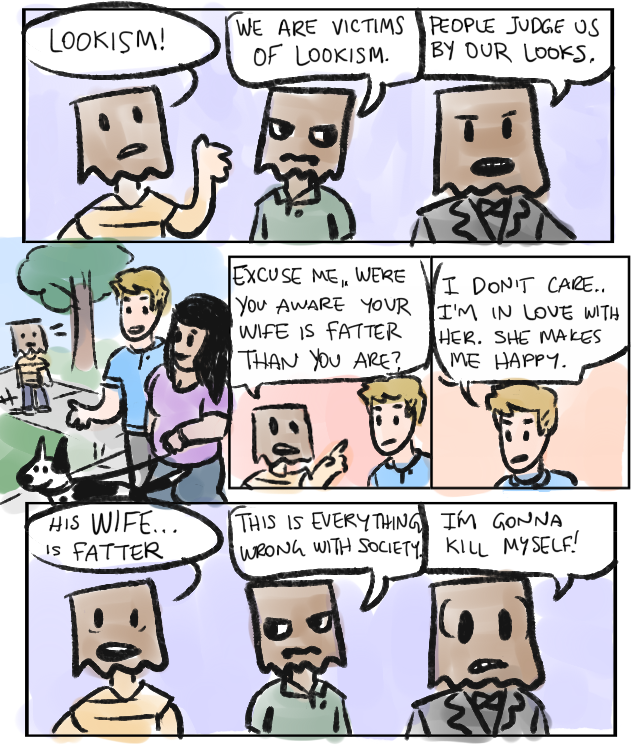 LOOKISM!
WE ARE VICTIMS
OF LOOKISM.
PEOPLE JUDGE US
BY OUR LOOKS.
EXCUSE ME,, WERE
YOU AWARE YOUR
WIFE IS FATTER
THAN YOU ARE?
I DON'T CARE..
I'M IN LOVE WITH
HER. SHE MAKES
ME HAPPY.
HIS WIFE...
IS FATTER
THIS IS EVERYTHING
WRONG WITH SOCIETY.
I'M GONNA
KILL MYSELF!